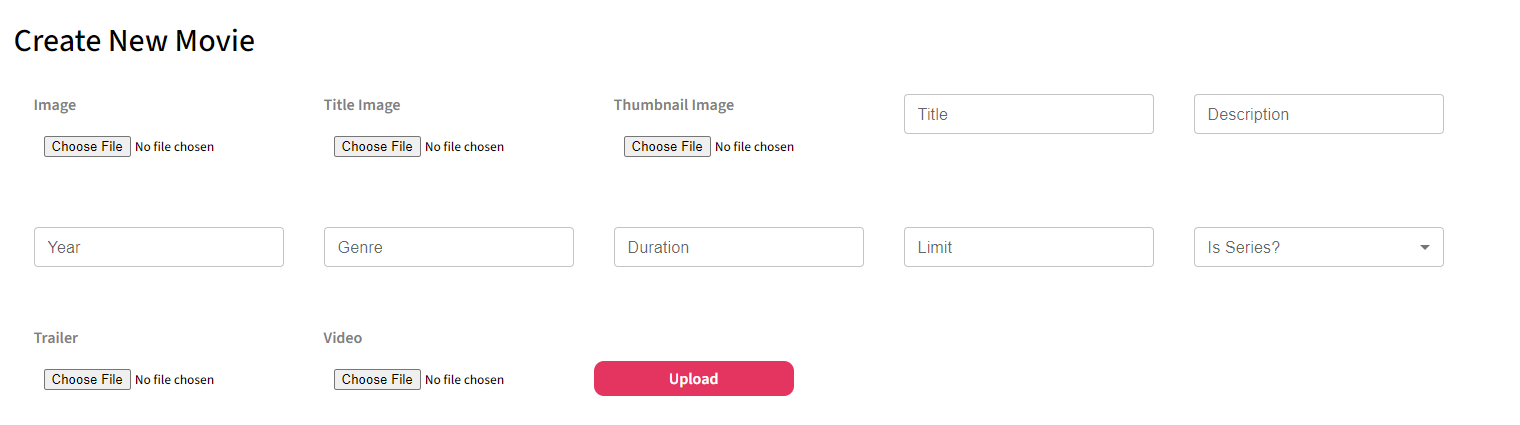 Create New Movie
Image
Title Image
Thumbnail Image
Title
Description
Choose File No file chosen
Choose File No file chosen
Choose File No file chosen
Year
Genre
Duration
Limit
Is Series?
Trailer
Video
Choose File No file chosen
Choose File No file chosen
Upload